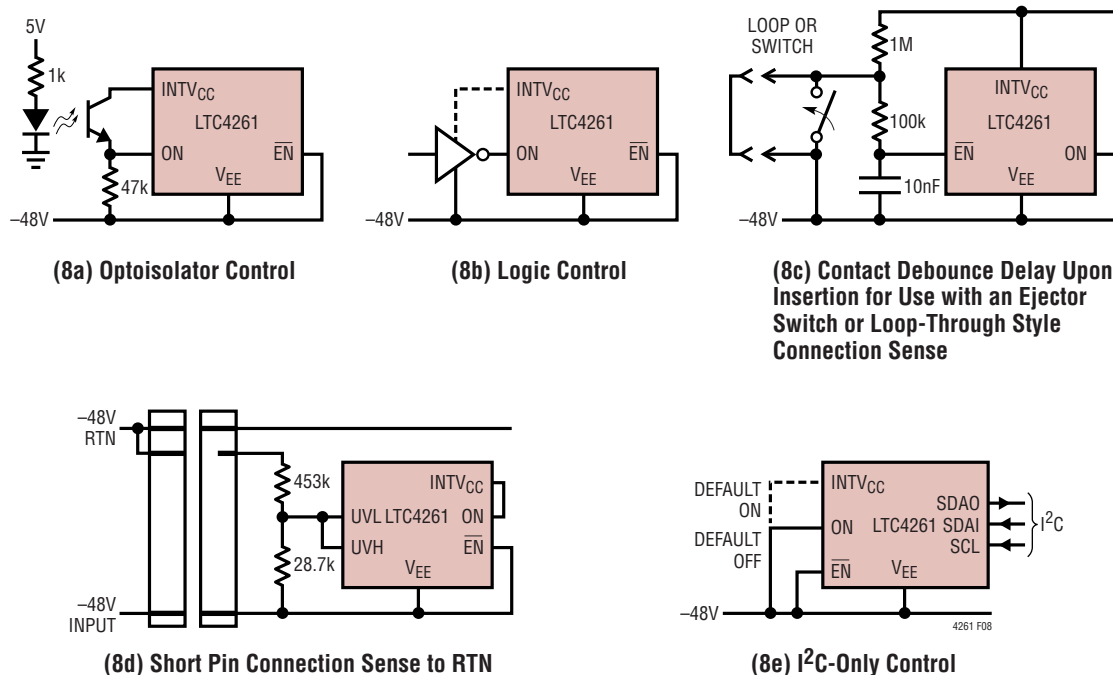 5V
1k
INTVCC
LTC4261
ON
EN
47k
VEE
–48V
(8a) Optoisolator Control
INTVCC
LTC4261
ON
EN
VEE
–48V
(8b) Logic Control
LOOP OR
SWITCH
1M
INTVCC
100k
LTC4261
EN
ON
VEE
10nF
–48V
(8c) Contact Debounce Delay Upon
Insertion for Use with an Ejector
Switch or Loop-Through Style
Connection Sense
–48V
RTN
453k
INTVCC
UVL LTC4261 ON
UVH
EN
28.7k
VEE
–48V
INPUT
(8d) Short Pin Connection Sense to RTN
DEFAULT
ON
INTVCC
SDAO
ON
LTC4261 SDAI
I2C
DEFAULT
OFF
SCL
EN
VEE
–48V
4261 F08
(8e) I2C-Only Control